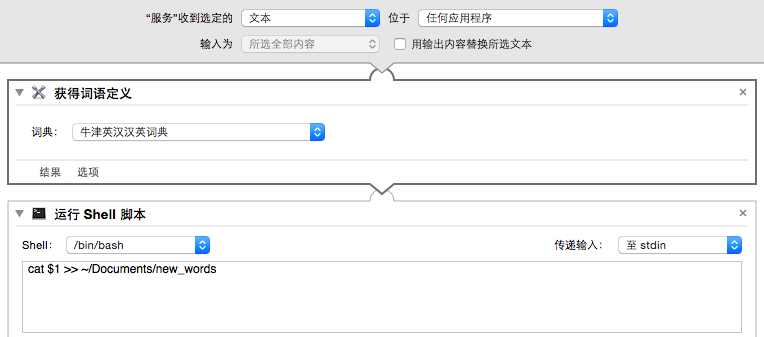 “服务”收到选定的 文本 位于 任何应用程序
输入为 所选全部内容 用输出内容替换所选文本
获得词语定义
词典： 牛津英汉汉英词典
结果 选项
运行 Shell 脚本
Shell： /bin/bash 传递输入： 至 stdin
cat $1 >> ~/Documents/new_words